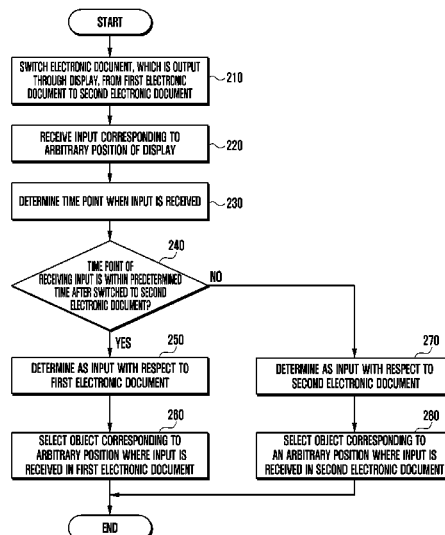 START
SWITCH ELECTRONIC DOCUMENT, WHICH IS OUTPUT
THROUGH DISPLAY, FROM FIRST ELECTRONIC
DOCUMENT TO SECOND ELECTRONIC DOCUMENT
210
RECEIVE INPUT CORRESPONDING TO
ARBITRARY POSITION OF DISPLAY
220
DETERMINE TIME POINT WHEN INPUT IS RECEIVED
230
240
TIME POINT OF
RECEIVING INPUT IS WITHIN PREDETERMINED
TIME AFTER SWITCHED TO SECOND
ELECTRONIC DOCUMENT?
NO
YES
250
DETERMINE AS INPUT WITH RESPECT TO
FIRST ELECTRONIC DOCUMENT
270
DETERMINE AS INPUT WITH RESPECT TO
SECOND ELECTRONIC DOCUMENT
260
SELECT OBJECT CORRESPONDING TO
ARBITRARY POSITION WHERE INPUT IS
RECEIVED IN FIRST ELECTRONIC DOCUMENT
280
SELECT OBJECT CORRESPONDING TO
AN ARBITRARY POSITION WHERE INPUT IS
RECEIVED IN SECOND ELECTRONIC DOCUMENT
END